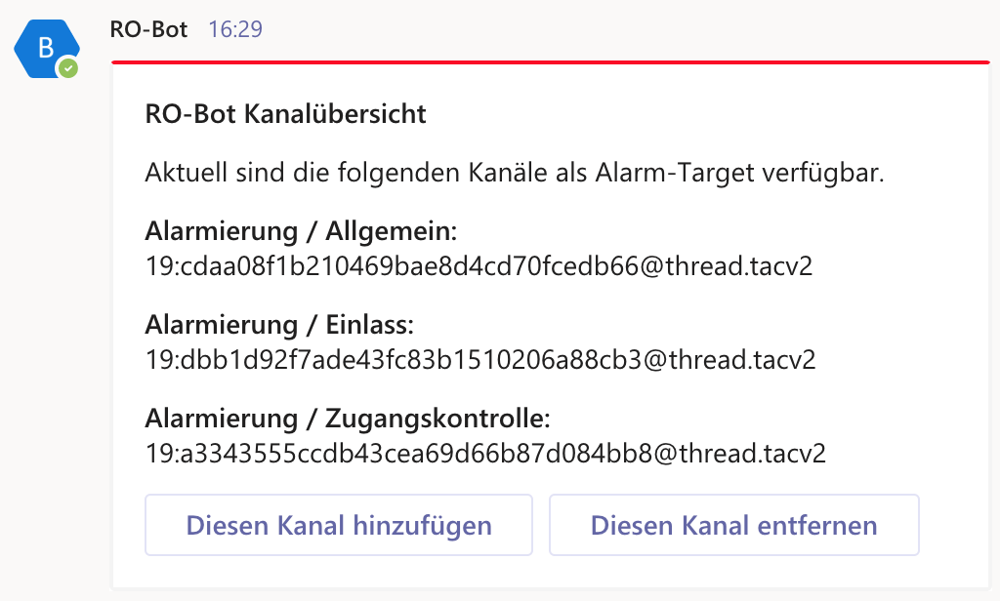 B
RO-Bot 16:29
RO-Bot Kanalübersicht
Aktuell sind die folgenden Kanäle als Alarm-Target verfügbar.
Alarmierung / Allgemein:
19:cdaa08f1b210469bae8d4cd70fcedb66@thread.tacv2
Alarmierung / Einlass:
19:dbb1d92f7ade43fc83b1510206a88cb3@thread.tacv2
Alarmierung / Zugangskontrolle:
19:a3343555ccdb43cea69d66b87d084bb8@thread.tacv2
Diesen Kanal hinzufügen Diesen Kanal entfernen